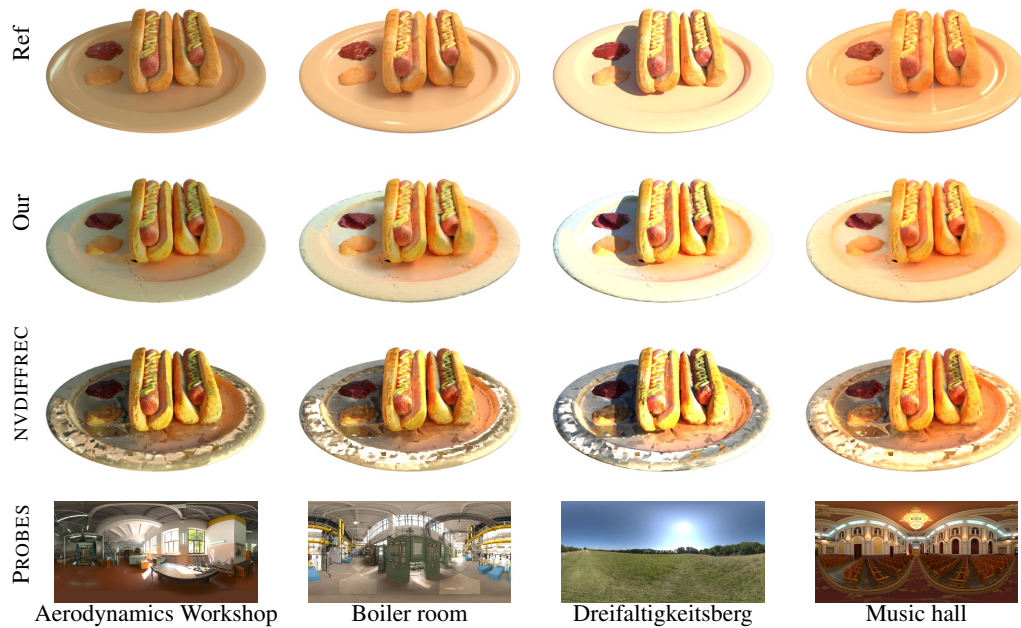 Ref
Our
NVDIFFREC
PROBES
Aerodynamics Workshop
Boiler room
Dreifaltigkeitsberg
Music hall